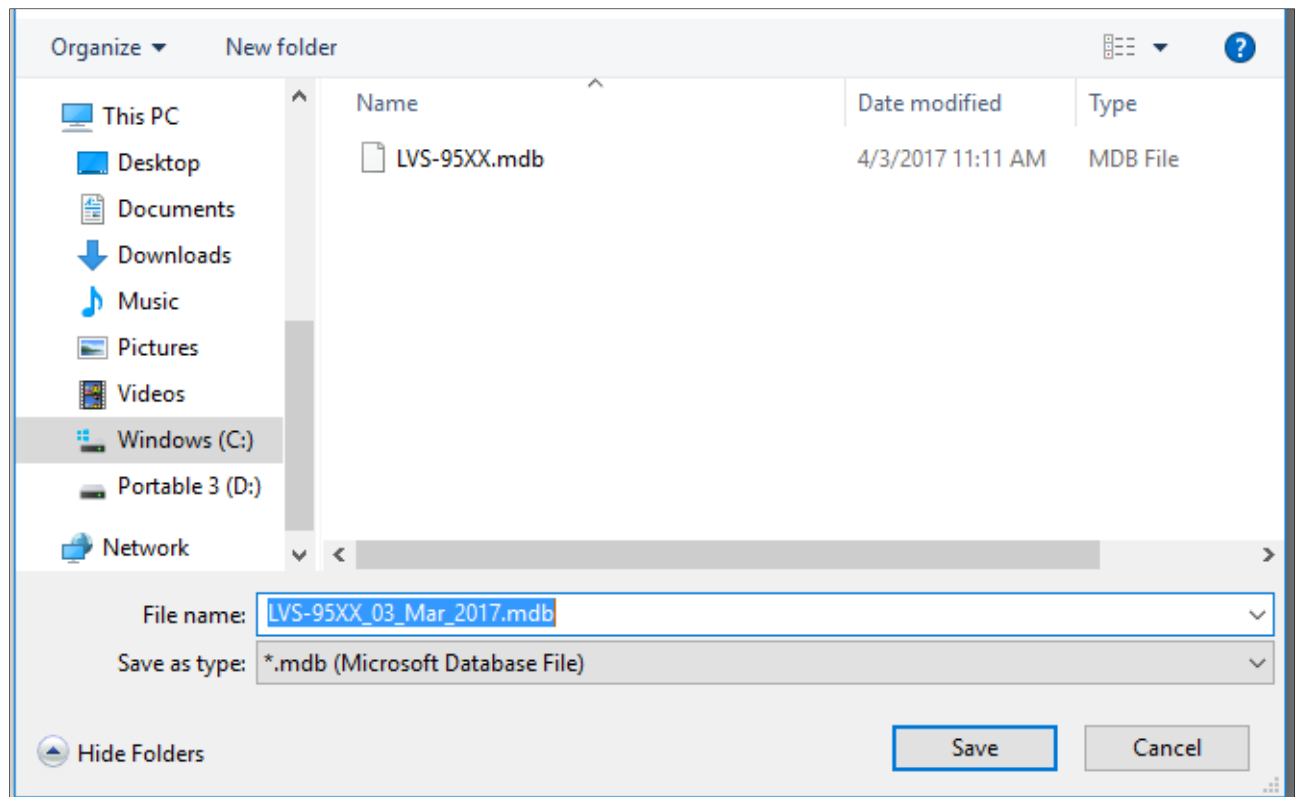 Organize New folder ?
Name Date modified Type
This PC
LVS-95XX.mdb 4/3/2017 11:11 AM MDB File
Desktop
Documents
Downloads
Music
Pictures
Videos
Windows (C:)
Portable 3 (D:)
Network
File name: LVS-95XX_03_Mar_2017.mdb
Save as type: *.mdb (Microsoft Database File)
Hide Folders Save Cancel